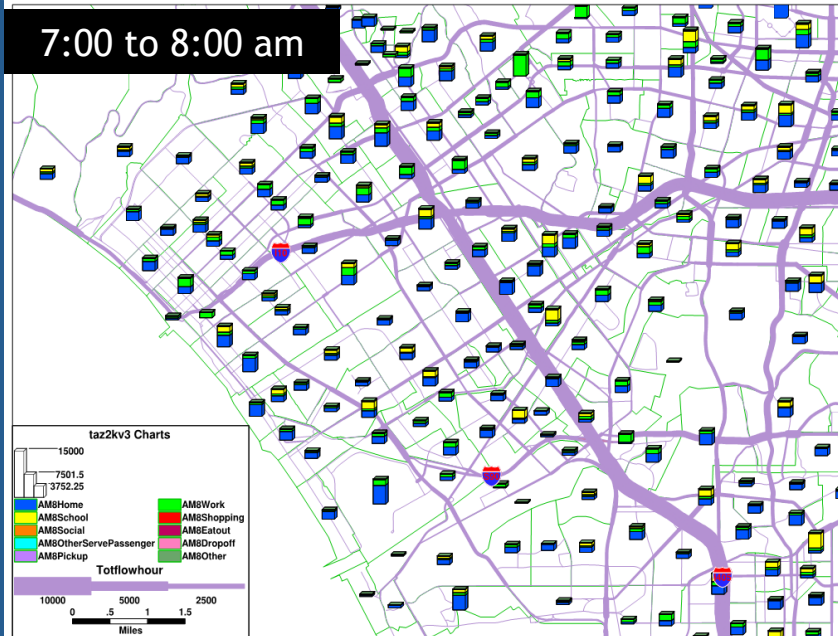 7:00 to 8:00 am
taz2kv3 Charts
15000
7501.5
3752.25
AM8Home AM8Work
AM8School AM8Shopping
AM8Social AM8Eatout
AM8OtherServePassenger AM8Dropoff
AM8Pickup AM8Other
Totflowhour
10000 5000 2500
0 .5 1 1.5
Miles